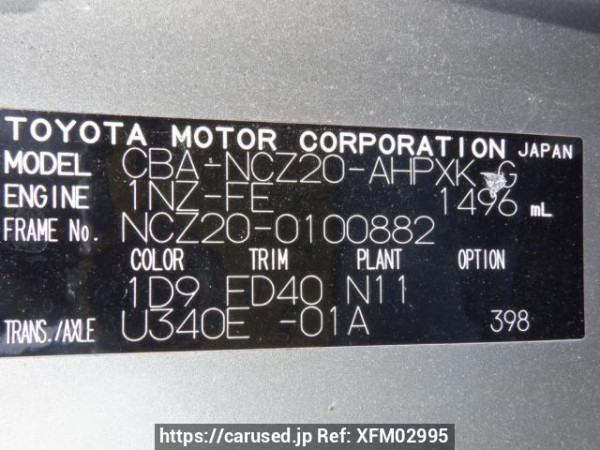 TOYOTA MOTOR CORPORATION JAPAN
MODEL CBA-NCZ20-AHPXK G
ENGINE 1NZ-FE 1496 mL
FRAME No. NCZ20-0100882
COLOR TRIM PLANT OPTION
1D9 FD40 N11
TRANS./AXLE U340E -01A 398
https://carused.jp Ref: XFM02995